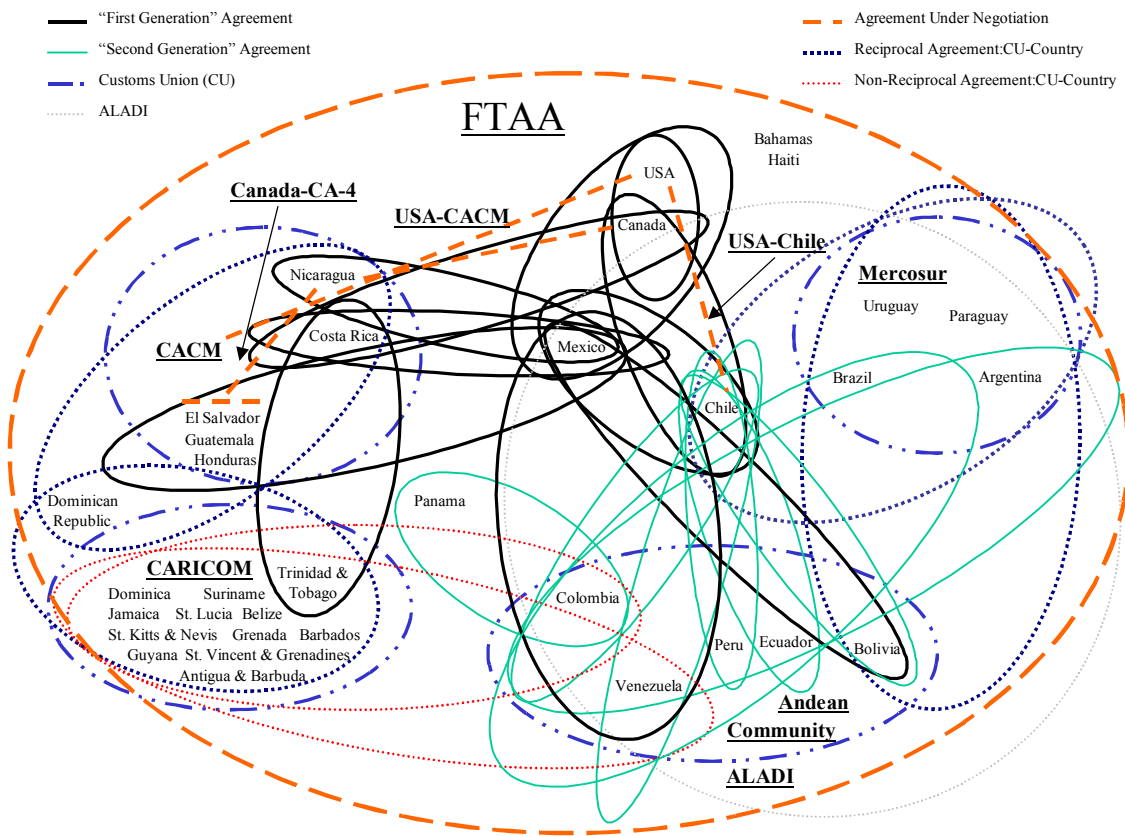 “First Generation” Agreement
“Second Generation” Agreement
Customs Union (CU)
ALADI
Agreement Under Negotiation
Reciprocal Agreement:CU-Country
Non-Reciprocal Agreement:CU-Country
FTAA
Bahamas
Haiti
USA
Canada-CA-4
USA-CACM
Canada
USA-Chile
Nicaragua
Mercosur
Uruguay
Paraguay
CACM
Costa Rica
Mexico
Brazil
Argentina
El Salvador
Guatemala
Honduras
Chile
Dominican
Republic
Panama
CARICOM
Trinidad &
Tobago
Dominica Suriname
Jamaica St. Lucia Belize
St. Kitts & Nevis Grenada Barbados
Guyana St. Vincent & Grenadines
Antigua & Barbuda
Colombia
Peru
Ecuador
Bolivia
Venezuela
Andean
Community
ALADI